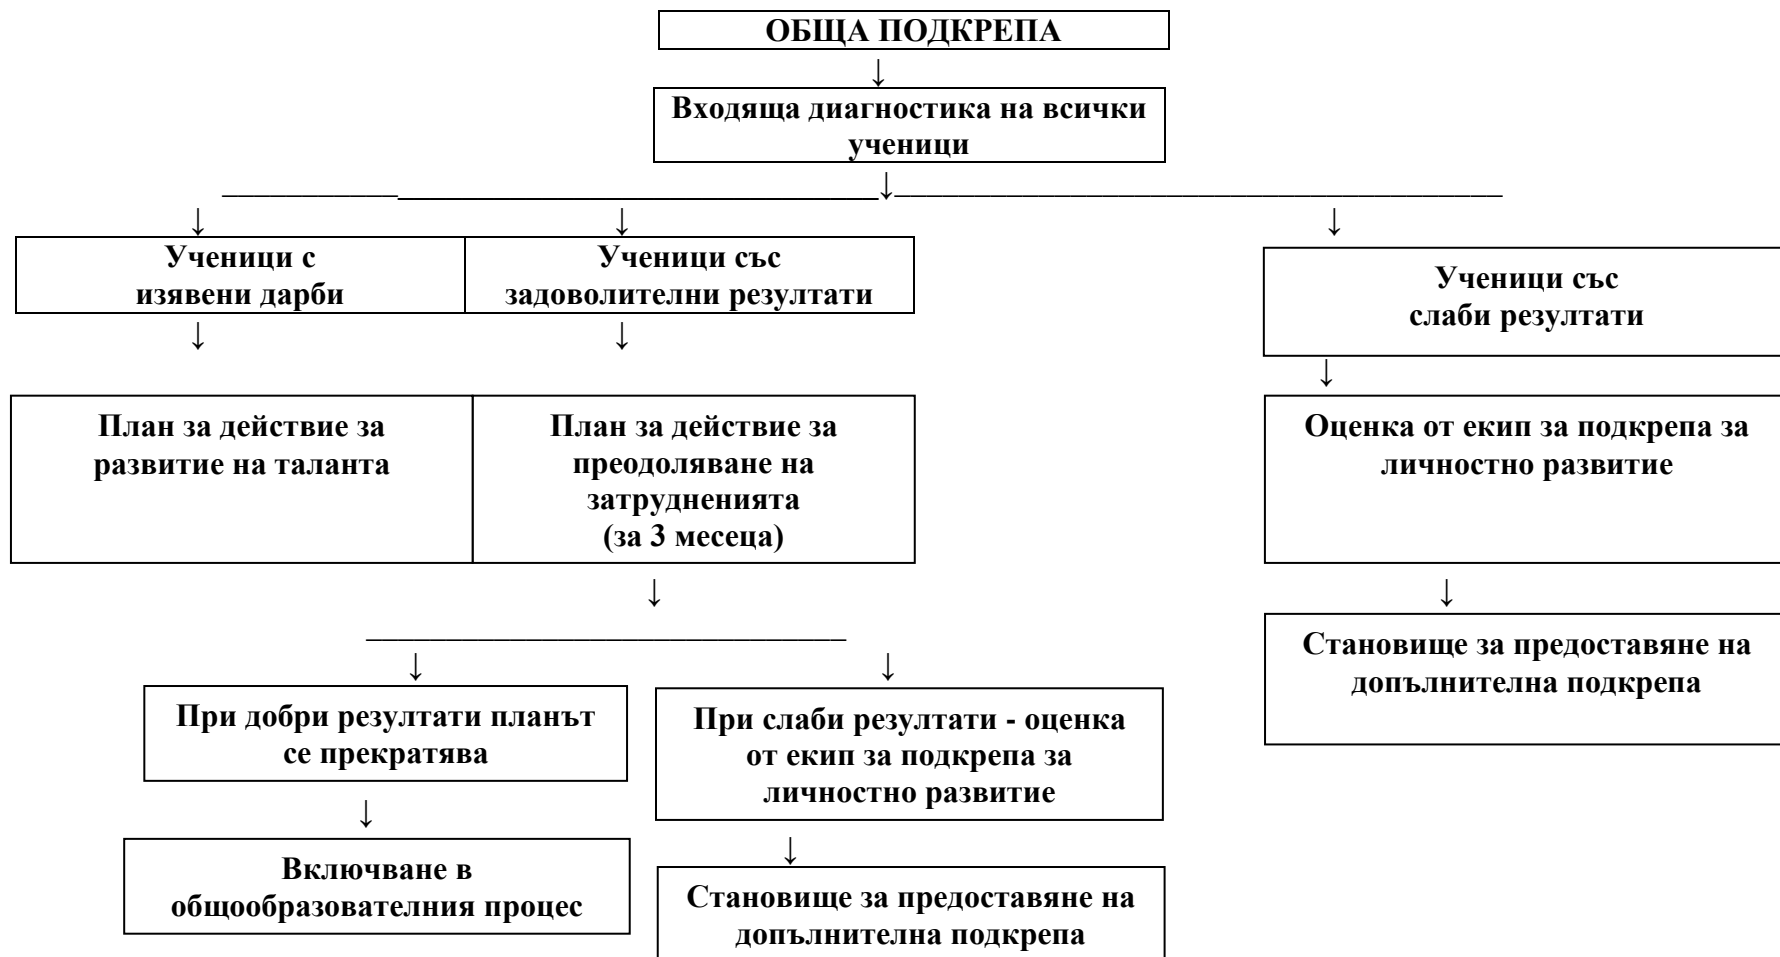 ОБЩА ПОДКРЕПА
↓
Входяща диагностика на всички
ученици
↓
↓ ↓ ↓
Ученици с
изявени дарби
Ученици със
задоволителни резултати
Ученици със
слаби резултати
↓ ↓ ↓
План за действие за
развитие на таланта
План за действие за
преодоляване на
затрудненията
(за 3 месеца)
Оценка от екип за подкрепа за
личностно развитие
↓ ↓
Становище за предоставяне на
допълнителна подкрепа
↓ ↓
При добри резултати планът
се прекратява
При слаби резултати - оценка
от екип за подкрепа за
личностно развитие
↓ ↓
Включване в
общообразователния процес
Становище за предоставяне на
допълнителна подкрепа